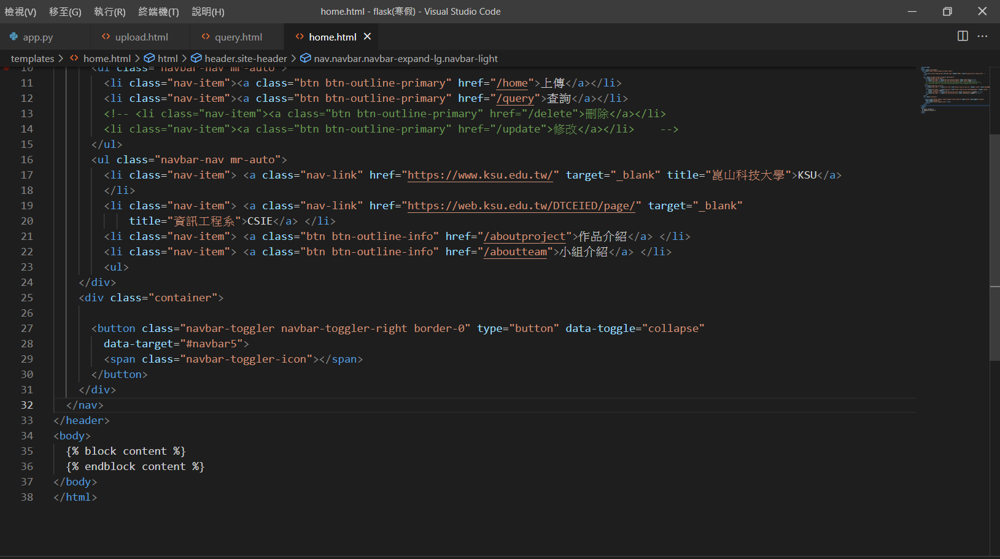 檢視(V) 移至(G) 執行(R) 終端機(T) 說明(H) home.html - flask(寒假) - Visual Studio Code
app.py upload.html query.html home.html
templates > home.html > html > header.site-header > nav.navbar.navbar-expand-lg.navbar-light
10 <ul class="navbar-nav mr-auto">
11 <li class="nav-item"><a class="btn btn-outline-primary" href="/home">上傳</a></li>
12 <li class="nav-item"><a class="btn btn-outline-primary" href="/query">查詢</a></li>
13 <!-- <li class="nav-item"><a class="btn btn-outline-primary" href="/delete">刪除</a></li>
14 <li class="nav-item"><a class="btn btn-outline-primary" href="/update">修改</a></li> -->
15 </ul>
16 <ul class="navbar-nav mr-auto">
17 <li class="nav-item"> <a class="nav-link" href="https://www.ksu.edu.tw/" target="_blank" title="崑山科技大學">KSU</a>
18 </li>
19 <li class="nav-item"> <a class="nav-link" href="https://web.ksu.edu.tw/DTCEIED/page/" target="_blank"
20 title="資訊工程系">CSIE</a> </li>
21 <li class="nav-item"> <a class="btn btn-outline-info" href="/aboutproject">作品介紹</a> </li>
22 <li class="nav-item"> <a class="btn btn-outline-info" href="/aboutteam">小組介紹</a> </li>
23 <ul>
24 </div>
25 <div class="container">
26
27 <button class="navbar-toggler navbar-toggler-right border-0" type="button" data-toggle="collapse"
28 data-target="#navbar5">
29 <span class="navbar-toggler-icon"></span>
30 </button>
31 </div>
32 </nav>
33 </header>
34 <body>
35 {% block content %}
36 {% endblock content %}
37 </body>
38 </html>